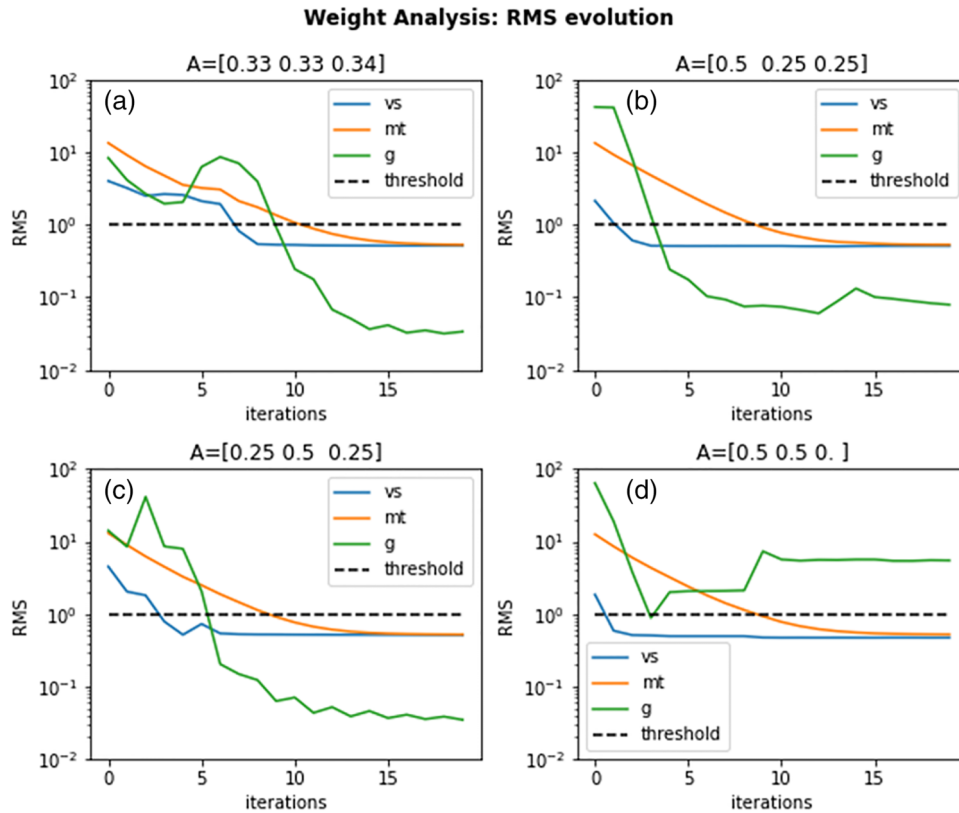 Weight Analysis: RMS evolution
A=[0.33 0.33 0.34]
(a)
vs
mt
g
threshold
RMS
10²
10¹
10⁰
10⁻¹
10⁻²
0 5 10 15
iterations
A=[0.5 0.25 0.25]
(b)
vs
mt
g
threshold
RMS
10²
10¹
10⁰
10⁻¹
10⁻²
0 5 10 15
iterations
A=[0.25 0.5 0.25]
(c)
vs
mt
g
threshold
RMS
10²
10¹
10⁰
10⁻¹
10⁻²
0 5 10 15
iterations
A=[0.5 0.5 0. ]
(d)
vs
mt
g
threshold
RMS
10²
10¹
10⁰
10⁻¹
10⁻²
0 5 10 15
iterations